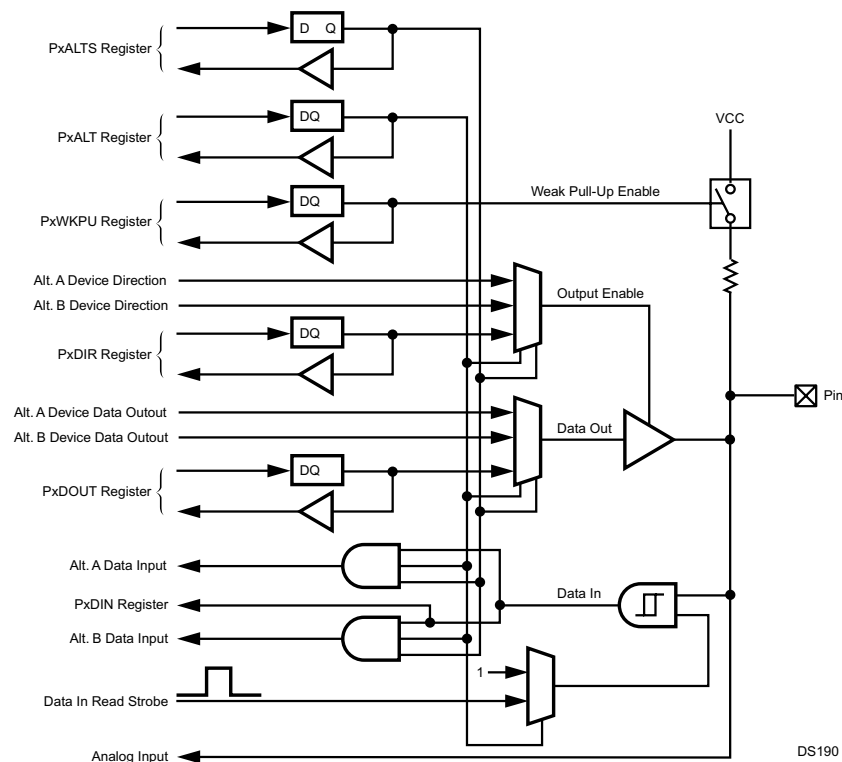 PxALTS Register
D Q
PxALT Register
DQ
VCC
PxWKPU Register
DQ
Weak Pull-Up Enable
Alt. A Device Direction
Alt. B Device Direction
Output Enable
PxDIR Register
DQ
Pin
Alt. A Device Data Outout
Alt. B Device Data Outout
Data Out
PxDOUT Register
DQ
Alt. A Data Input
PxDIN Register
Data In
Alt. B Data Input
1
Data In Read Strobe
Analog Input
DS190